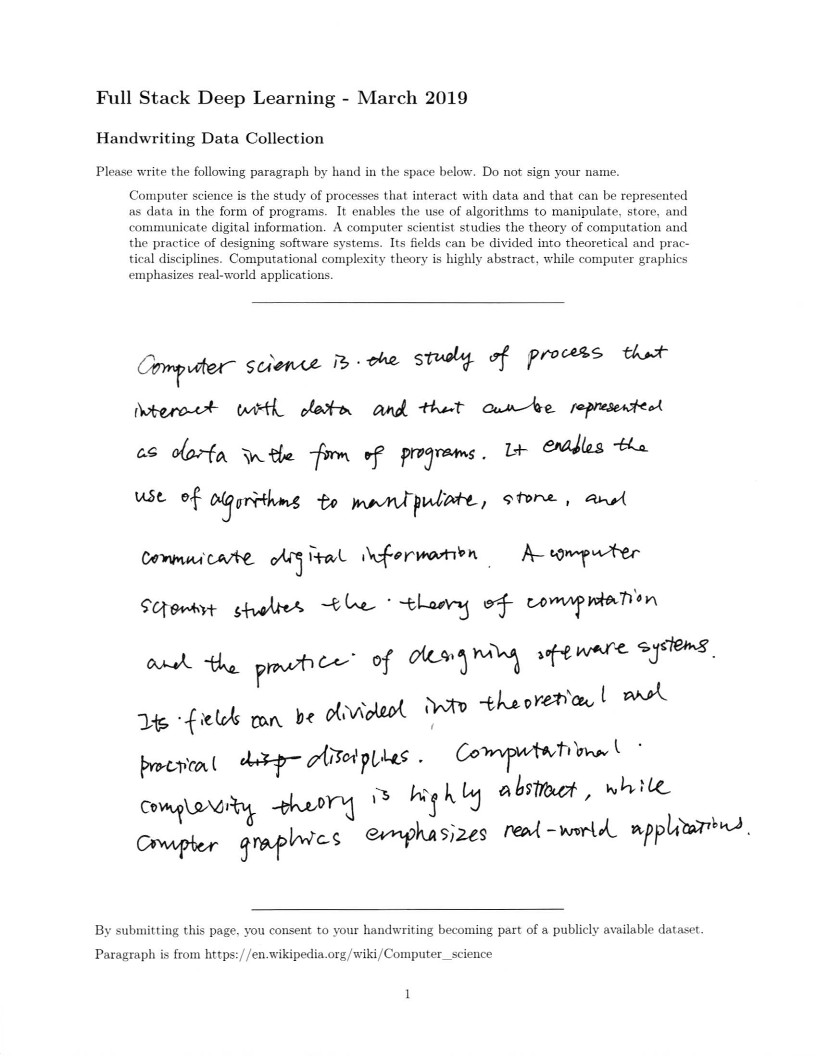 Full Stack Deep Learning - March 2019
Handwriting Data Collection
Please write the following paragraph by hand in the space below. Do not sign your name.
Computer science is the study of processes that interact with data and that can be represented
as data in the form of programs. It enables the use of algorithms to manipulate, store, and
communicate digital information. A computer scientist studies the theory of computation and
the practice of designing software systems. Its fields can be divided into theoretical and prac-
tical disciplines. Computational complexity theory is highly abstract, while computer graphics
emphasizes real-world applications.
Computer science is the study of process that
interact with data and that can be represented
as data in the form of programs. It enables the
use of algorithms to manipulate, store, and
commuicate digital information. A computer
scientist studies the theory of computation
and the practice of designing software systems.
Its fields can be divided into theoretical and
practical disp disciplines. Computational
complexity theory is highly abstract, while
Compter graphics emphasizes real-world applications.
By submitting this page, you consent to your handwriting becoming part of a publicly available dataset.
Paragraph is from https://en.wikipedia.org/wiki/Computer_science
1